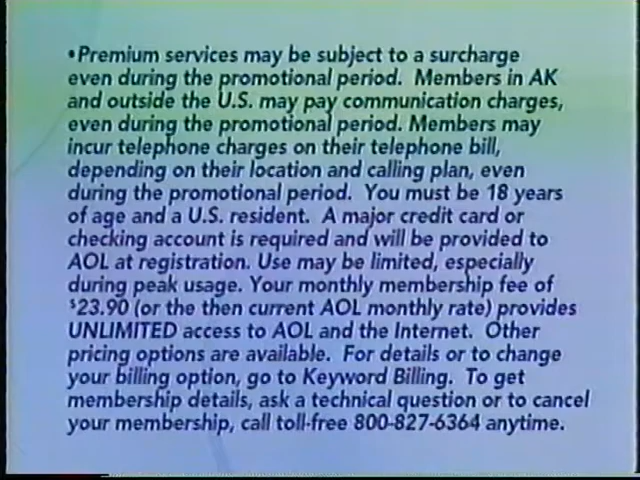 •Premium services may be subject to a surcharge
even during the promotional period. Members in AK
and outside the U.S. may pay communication charges,
even during the promotional period. Members may
incur telephone charges on their telephone bill,
depending on their location and calling plan, even
during the promotional period. You must be 18 years
of age and a U.S. resident. A major credit card or
checking account is required and will be provided to
AOL at registration. Use may be limited, especially
during peak usage. Your monthly membership fee of
$23.90 (or the then current AOL monthly rate) provides
UNLIMITED access to AOL and the Internet. Other
pricing options are available. For details or to change
your billing option, go to Keyword Billing. To get
membership details, ask a technical question or to cancel
your membership, call toll-free 800-827-6364 anytime.